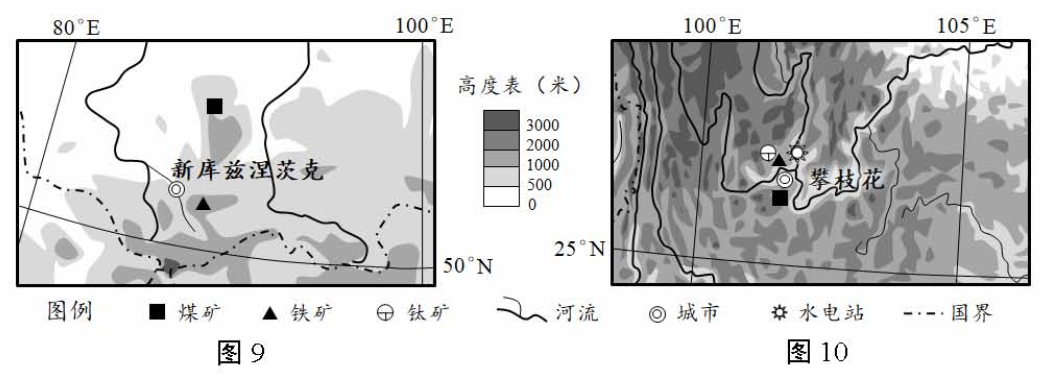 80°E
100°E
100°E
105°E
高度表（米）
3000
2000
1000
500
0
新库兹涅茨克
攀枝花
50°N
25°N
图例 煤矿 铁矿 钛矿 河流 城市 水电站 国界
图9
图10